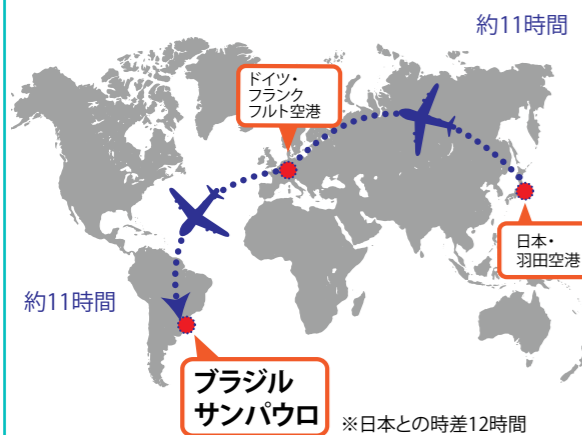 約11時間
ドイツ・
フランク
フルト空港
日本・
羽田空港
約11時間
ブラジル
サンパウロ
※日本との時差12時間